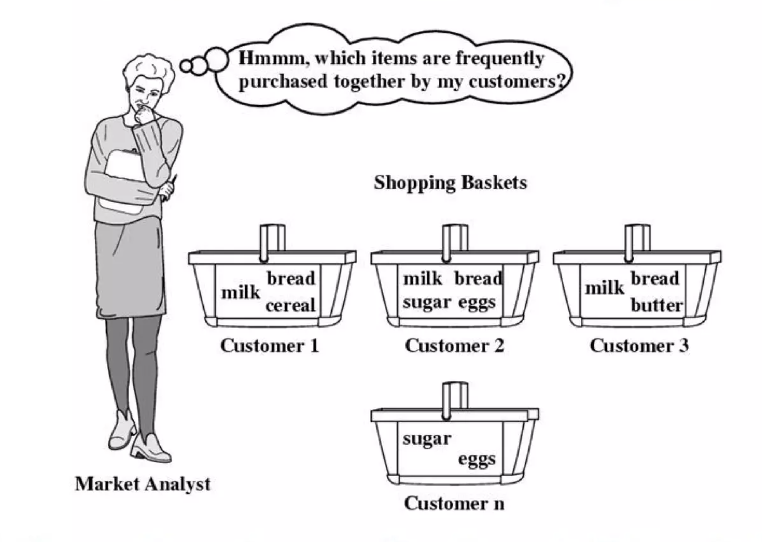 Hmmm, which items are frequently
purchased together by my customers?
Shopping Baskets
milk bread
cereal
Customer 1
milk bread
sugar eggs
Customer 2
milk bread
butter
Customer 3
sugar
eggs
Customer n
Market Analyst